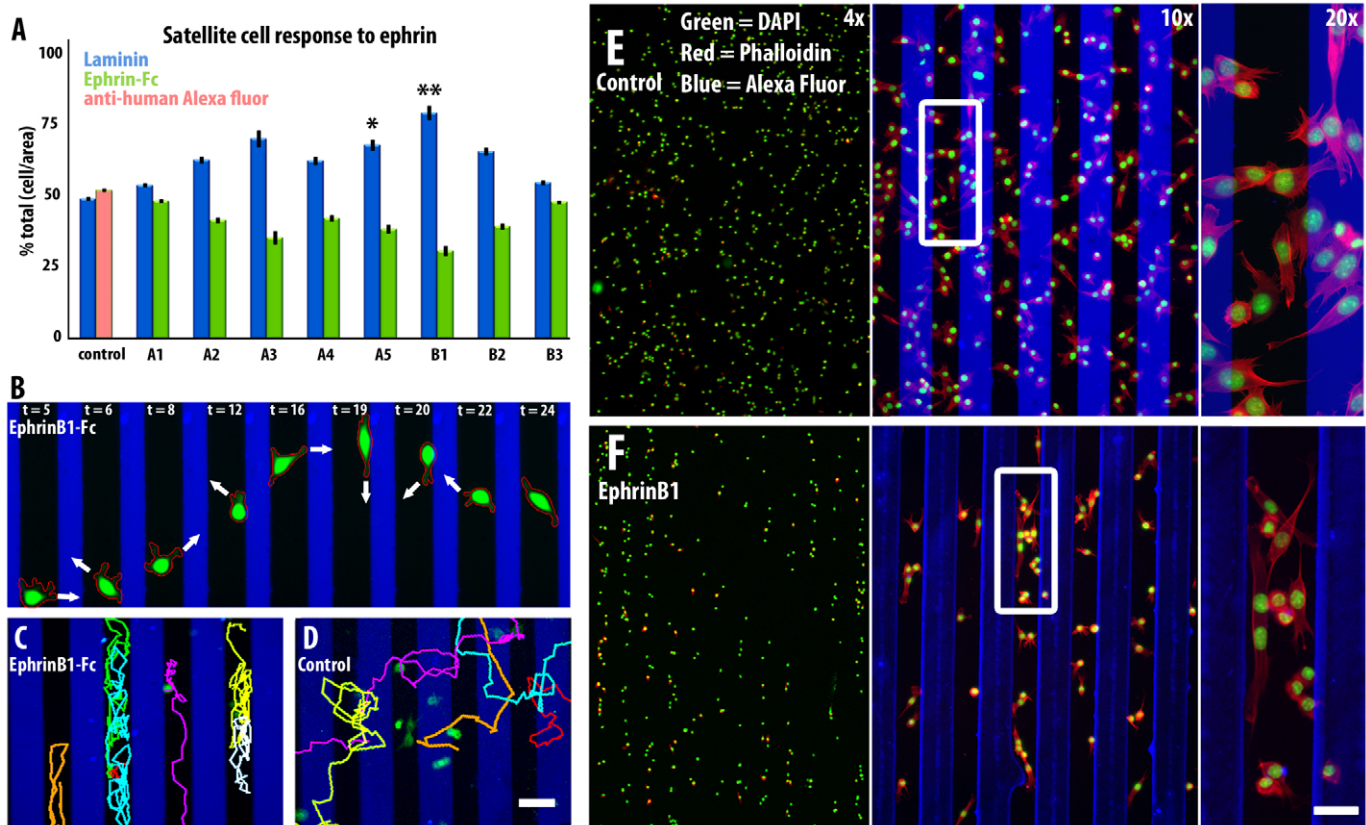 A
Satellite cell response to ephrin
Laminin
Ephrin-Fc
anti-human Alexa fluor
% total (cell/area)
100
75
50
25
0
*
**
control A1 A2 A3 A4 A5 B1 B2 B3
B
t = 5 t = 6 t = 8 t = 12 t = 16 t = 19 t = 20 t = 22 t = 24
EphrinB1-Fc
C
EphrinB1-Fc
D
Control
E
Control
Green = DAPI
Red = Phalloidin
Blue = Alexa Fluor
4x
10x
20x
F
EphrinB1